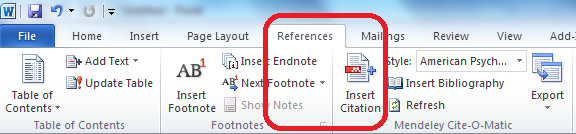 File Home Insert Page Layout References Mailings Review View Add-I
Add Text Insert Endnote Style: American Psych...
AB¹ Next Footnote Insert Bibliography
Update Table Show Notes Refresh
Table of Contents Insert Footnote Insert Citation Export
Table of Contents Footnotes Mendeley Cite-O-Matic